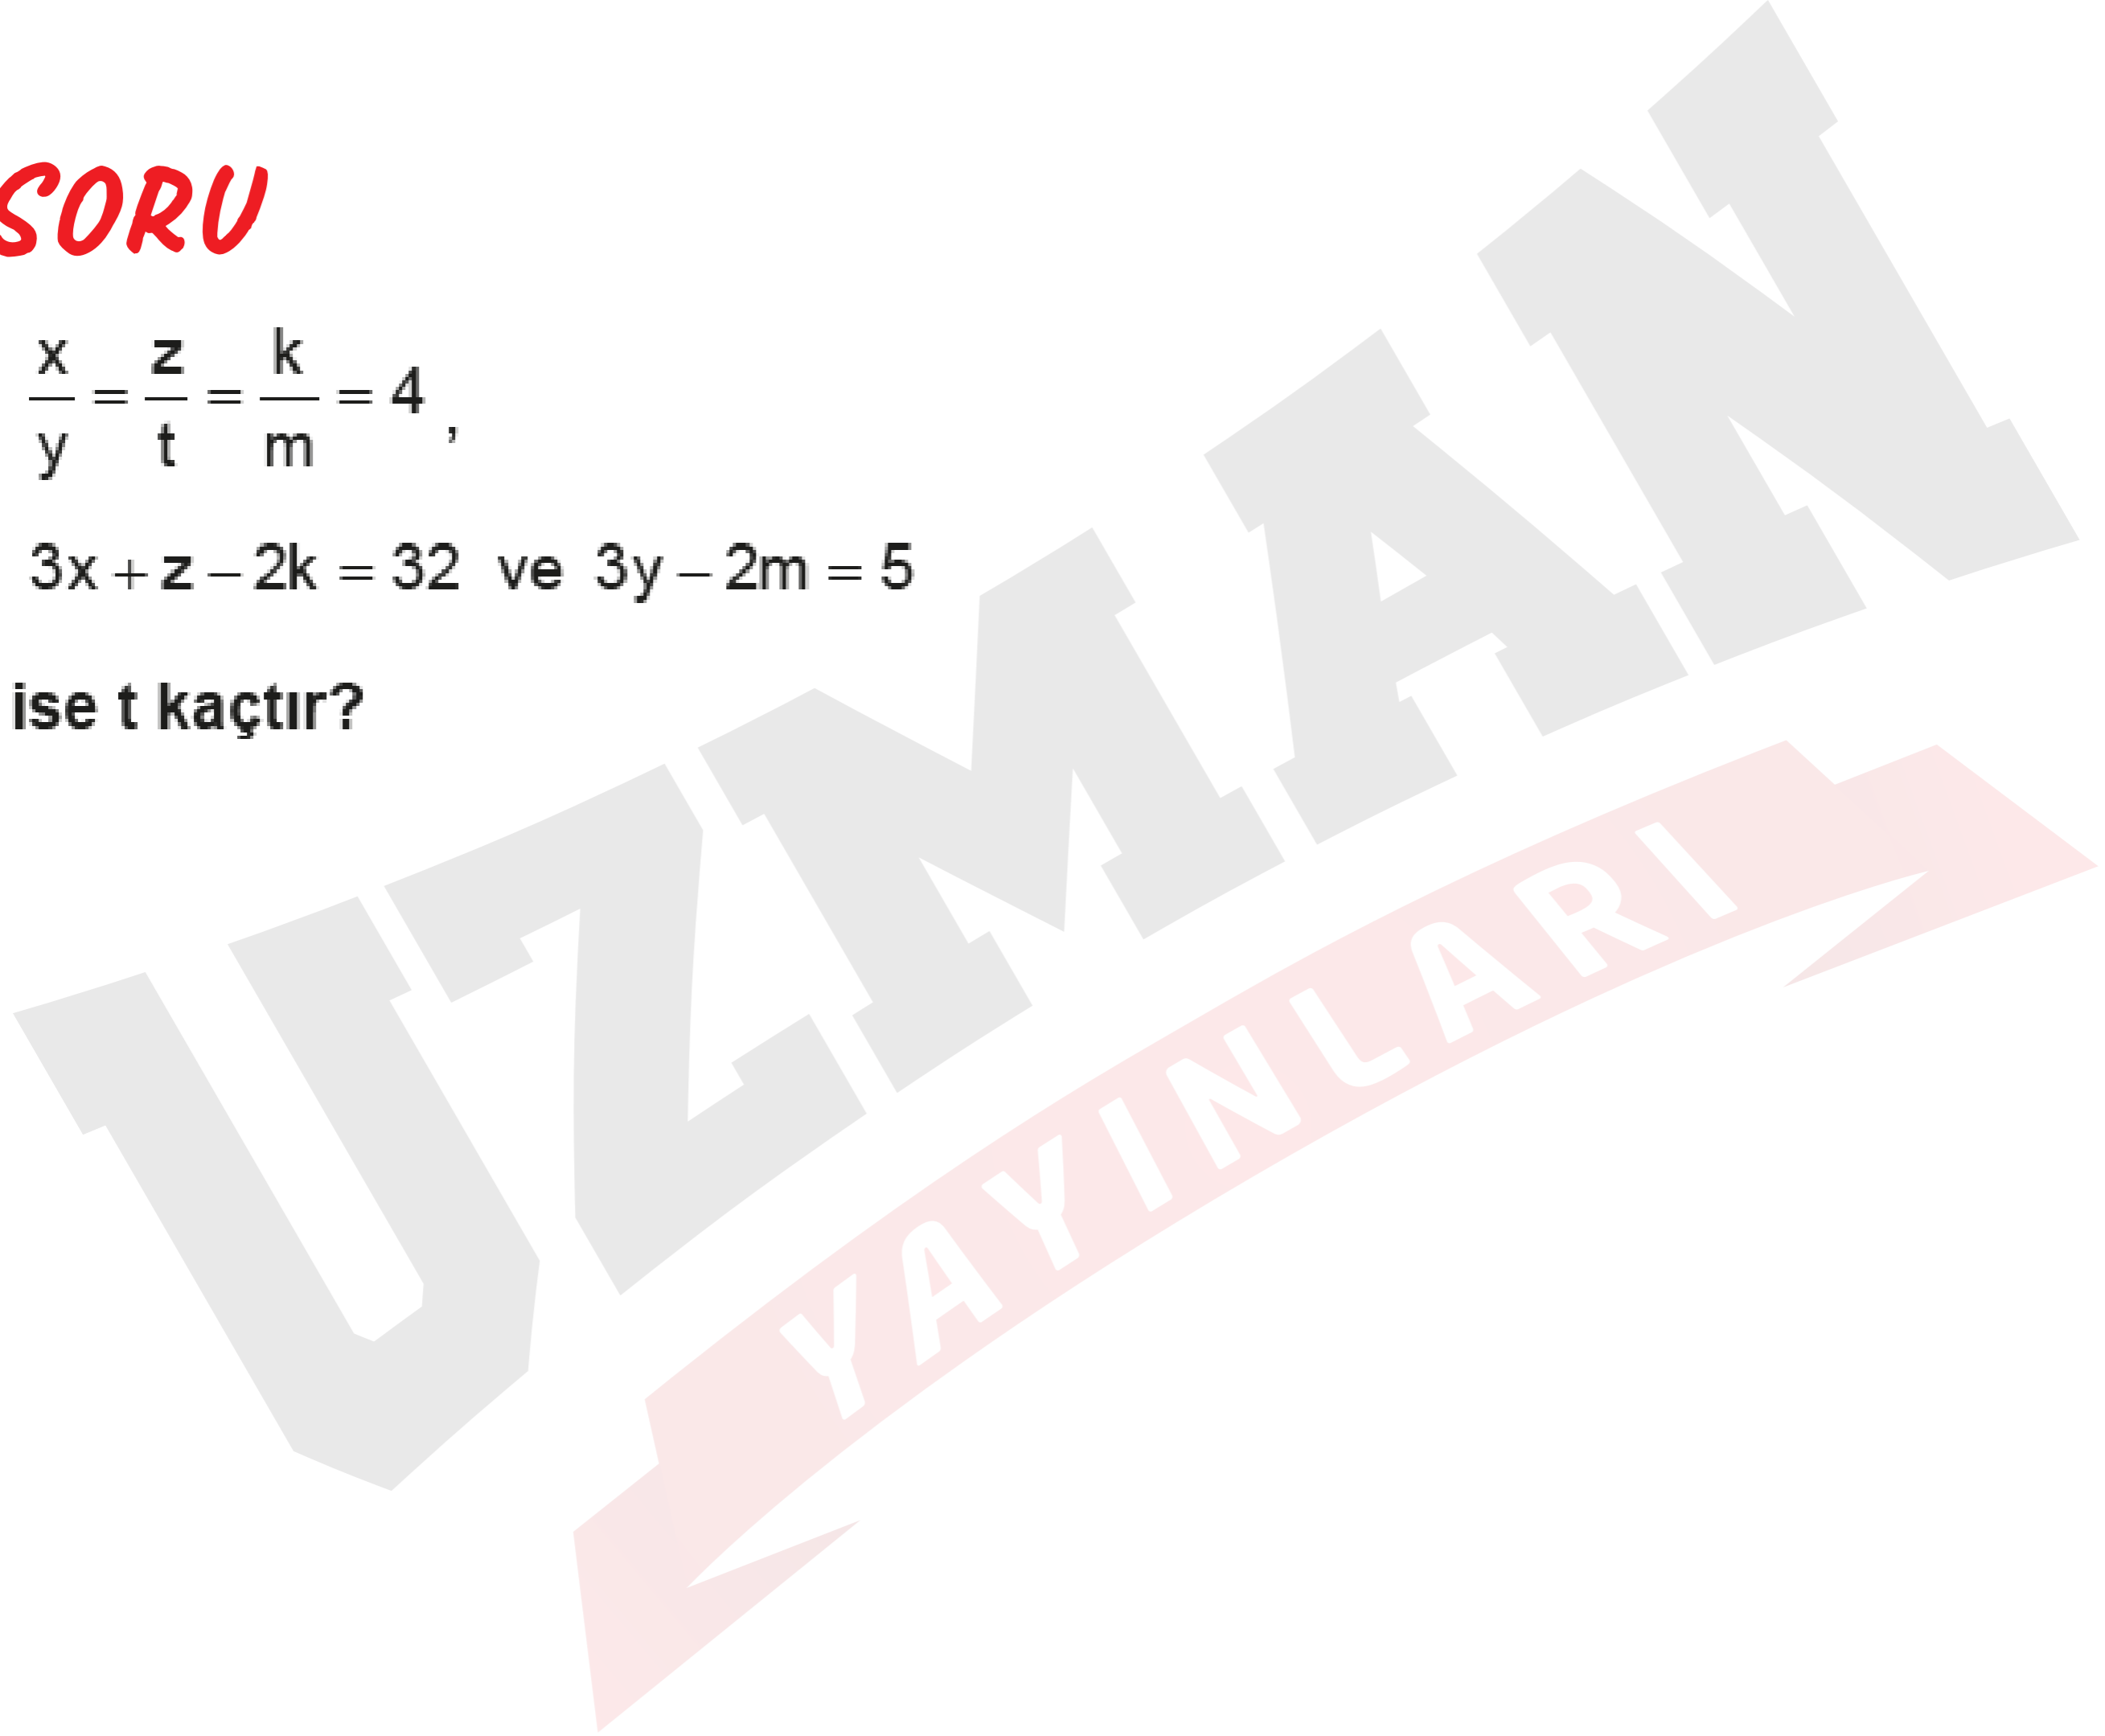 SORU
x/y = z/t = k/m = 4 ,
3x + z − 2k = 32 ve 3y − 2m = 5
ise t kaçtır?
UZMAN
YAYINLARI